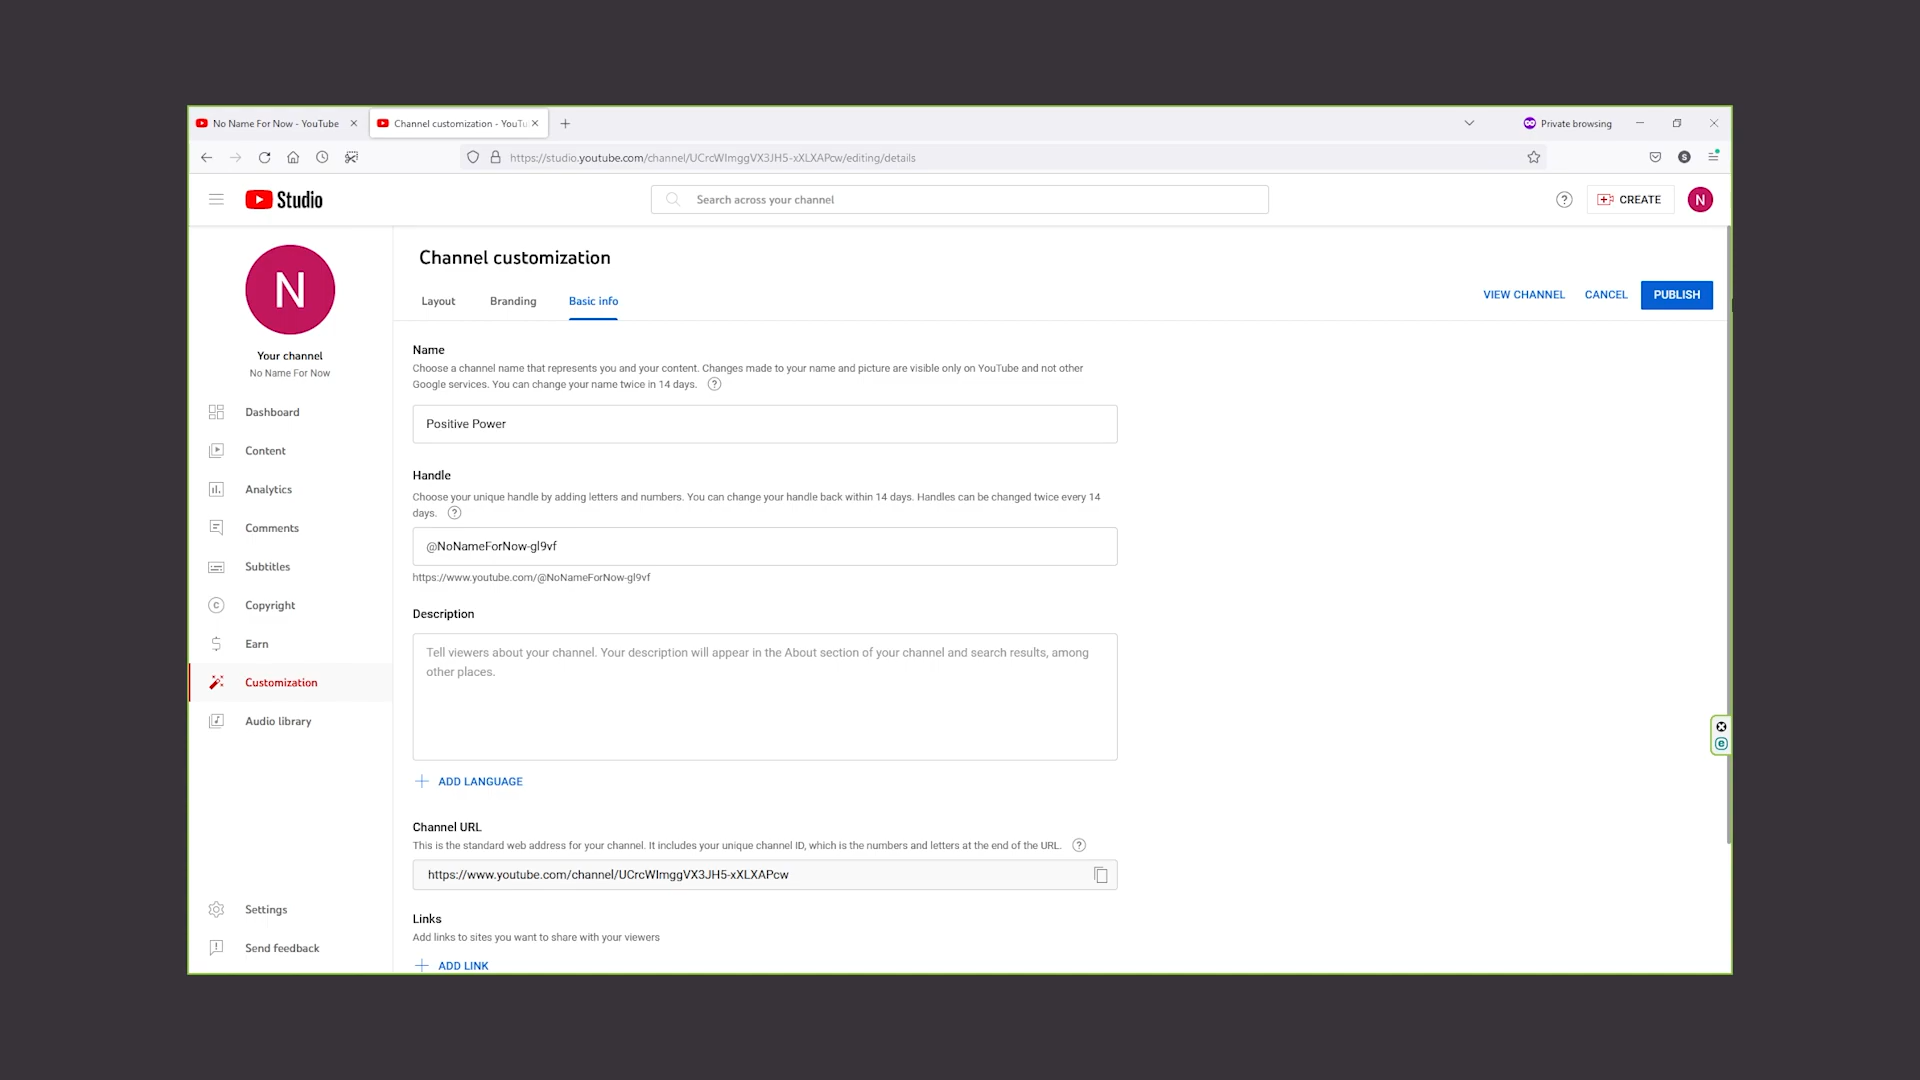 No Name For Now - YouTube
Channel customization - YouTu
Private browsing
https://studio.youtube.com/channel/UCrcWImggVX3JH5-xXLXAPcw/editing/details
Studio
Search across your channel
CREATE
N
N
Your channel
No Name For Now
Dashboard
Content
Analytics
Comments
Subtitles
Copyright
Earn
Customization
Audio library
Settings
Send feedback
Channel customization
Layout
Branding
Basic info
VIEW CHANNEL
CANCEL
PUBLISH
Name
Choose a channel name that represents you and your content. Changes made to your name and picture are visible only on YouTube and not other
Google services. You can change your name twice in 14 days.
Positive Power
Handle
Choose your unique handle by adding letters and numbers. You can change your handle back within 14 days. Handles can be changed twice every 14
days.
@NoNameForNow-gl9vf
https://www.youtube.com/@NoNameForNow-gl9vf
Description
Tell viewers about your channel. Your description will appear in the About section of your channel and search results, among
other places.
ADD LANGUAGE
Channel URL
This is the standard web address for your channel. It includes your unique channel ID, which is the numbers and letters at the end of the URL.
https://www.youtube.com/channel/UCrcWImggVX3JH5-xXLXAPcw
Links
Add links to sites you want to share with your viewers
ADD LINK